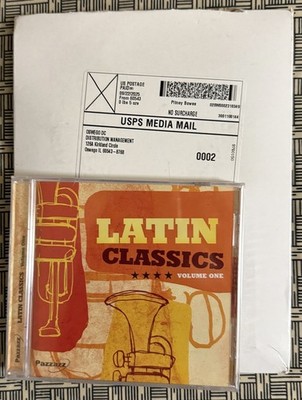 US POSTAGE
PAID
Pitney Bowes
NO SURCHARGE
USPS MEDIA MAIL
OSWEGO DC
DISTRIBUTION MANAGEMENT
Kirkland Circle
Oswego IL 60543
0002
LATIN
CLASSICS
VOLUME ONE
Pazzazz
LATIN CLASSICS Volume One
Pazzazz